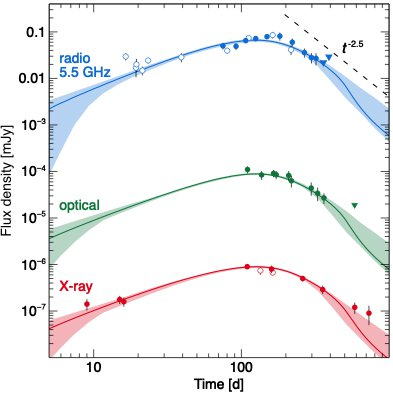 0.1
0.01
10⁻³
10⁻⁴
10⁻⁵
10⁻⁶
10⁻⁷
Flux density [mJy]
radio
5.5 GHz
t⁻²·⁵
optical
X-ray
10
100
Time [d]